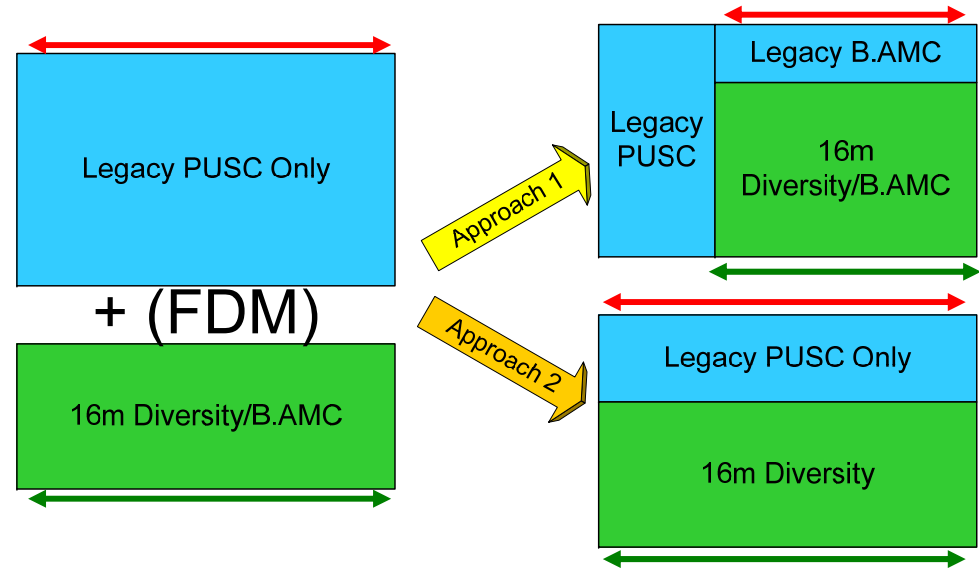 Legacy PUSC Only
+ (FDM)
16m Diversity/B.AMC
Approach 1
Approach 2
Legacy
PUSC
Legacy B.AMC
16m
Diversity/B.AMC
Legacy PUSC Only
16m Diversity